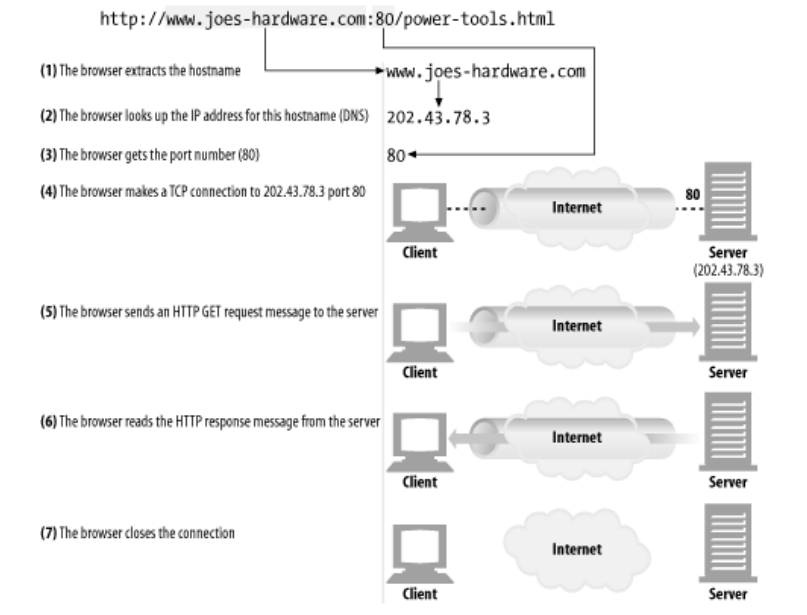 http://www.joes-hardware.com:80/power-tools.html
(1) The browser extracts the hostname
www.joes-hardware.com
(2) The browser looks up the IP address for this hostname (DNS)
202.43.78.3
(3) The browser gets the port number (80)
80
(4) The browser makes a TCP connection to 202.43.78.3 port 80
Internet
80
Client
Server
(202.43.78.3)
(5) The browser sends an HTTP GET request message to the server
Internet
Client
Server
(6) The browser reads the HTTP response message from the server
Internet
Client
Server
(7) The browser closes the connection
Internet
Client
Server